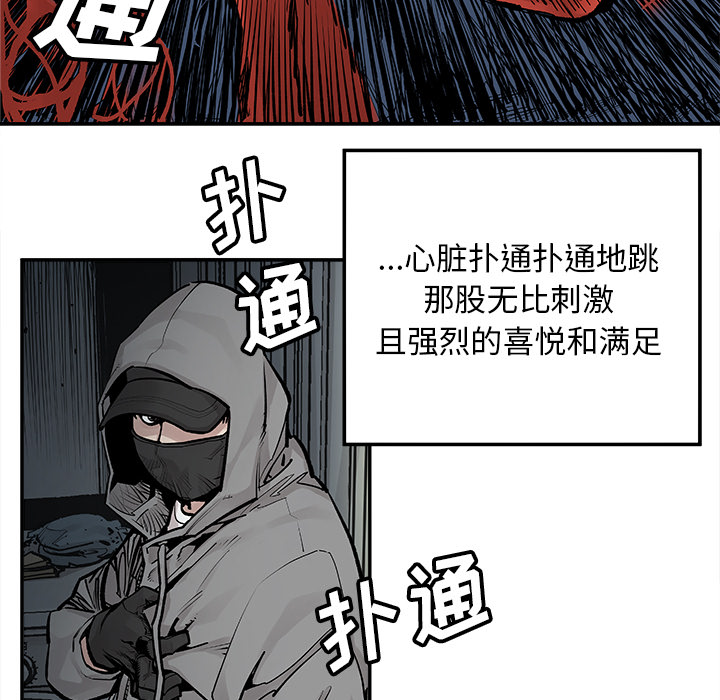 通
扑
通
...心脏扑通扑通地跳
那股无比刺激
且强烈的喜悦和满足
扑通